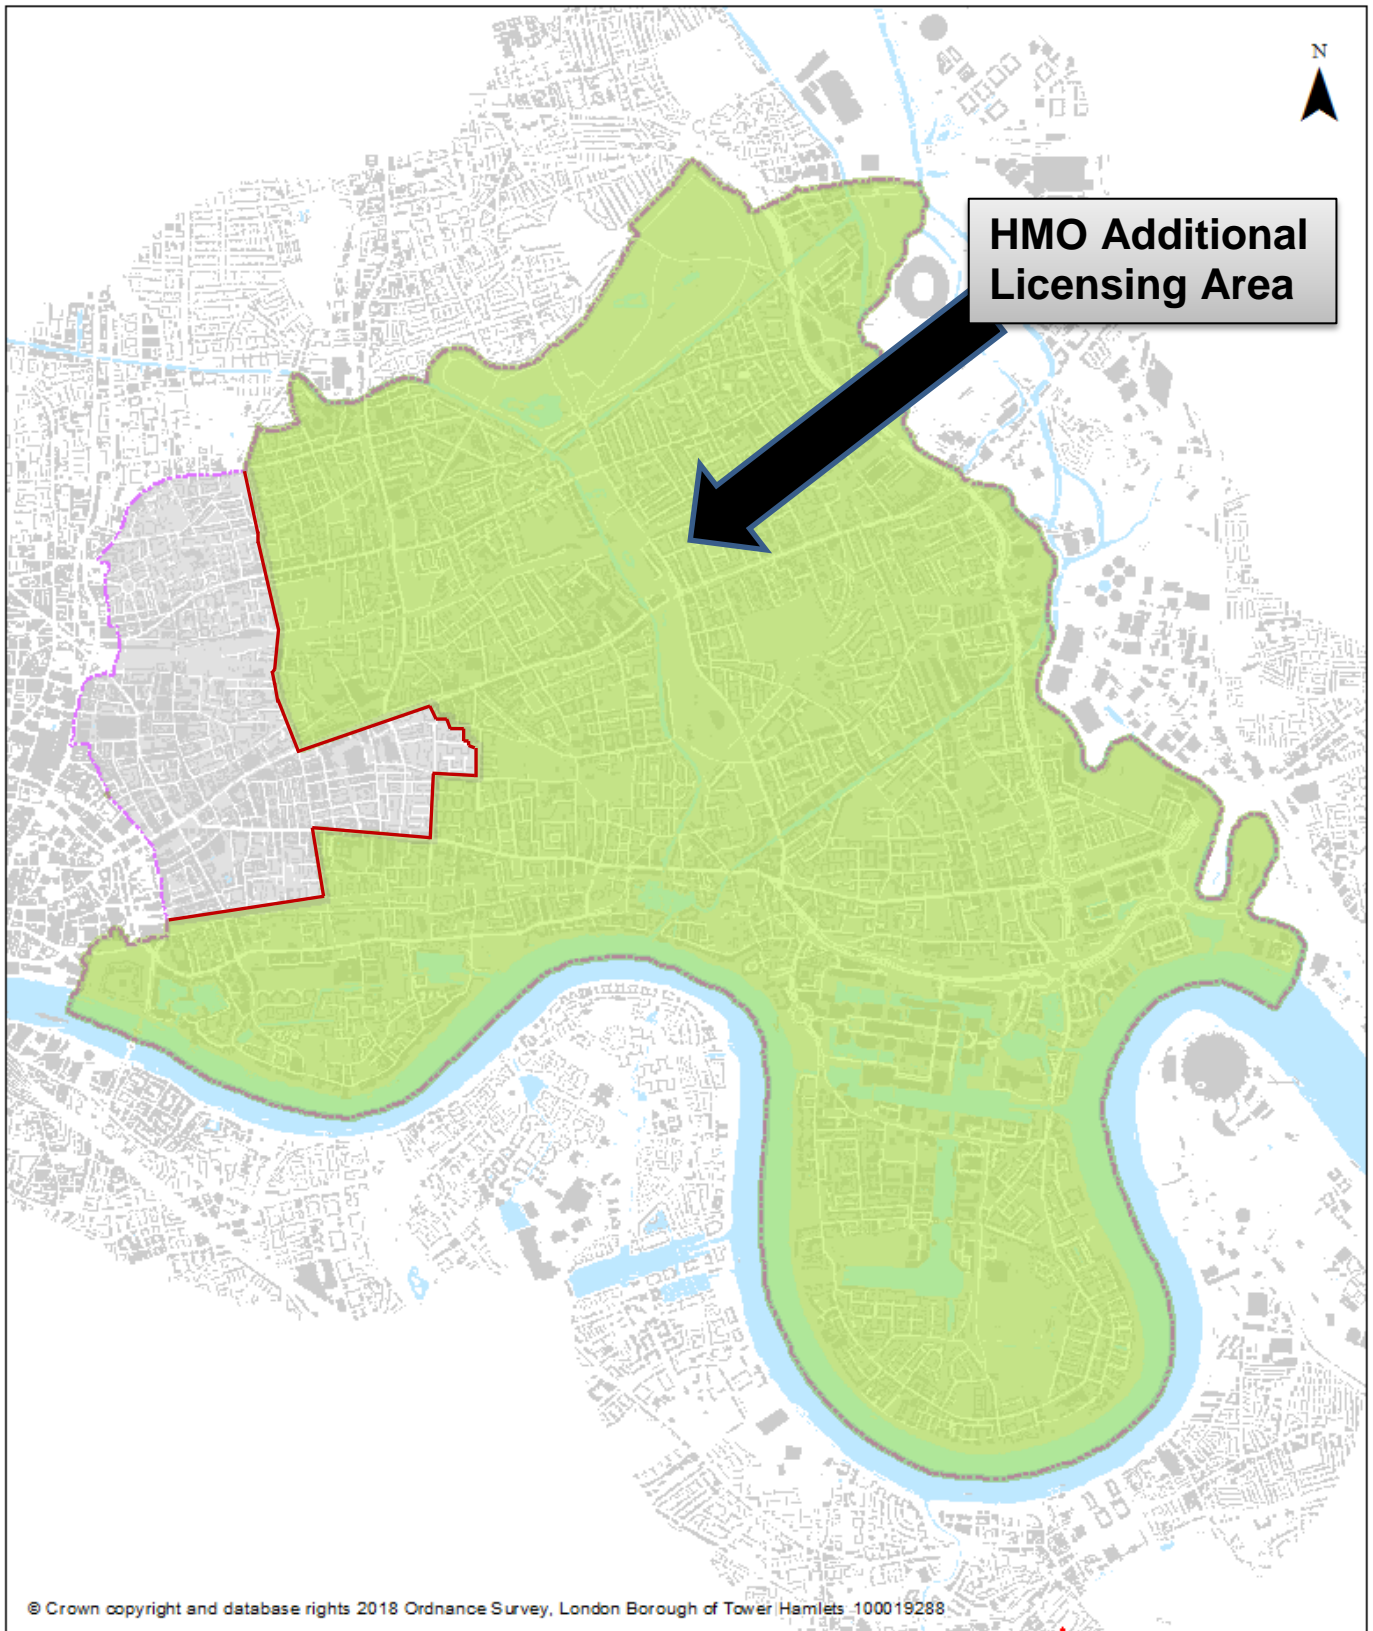 N
HMO Additional
Licensing Area
© Crown copyright and database rights 2018 Ordnance Survey, London Borough of Tower Hamlets 100019288